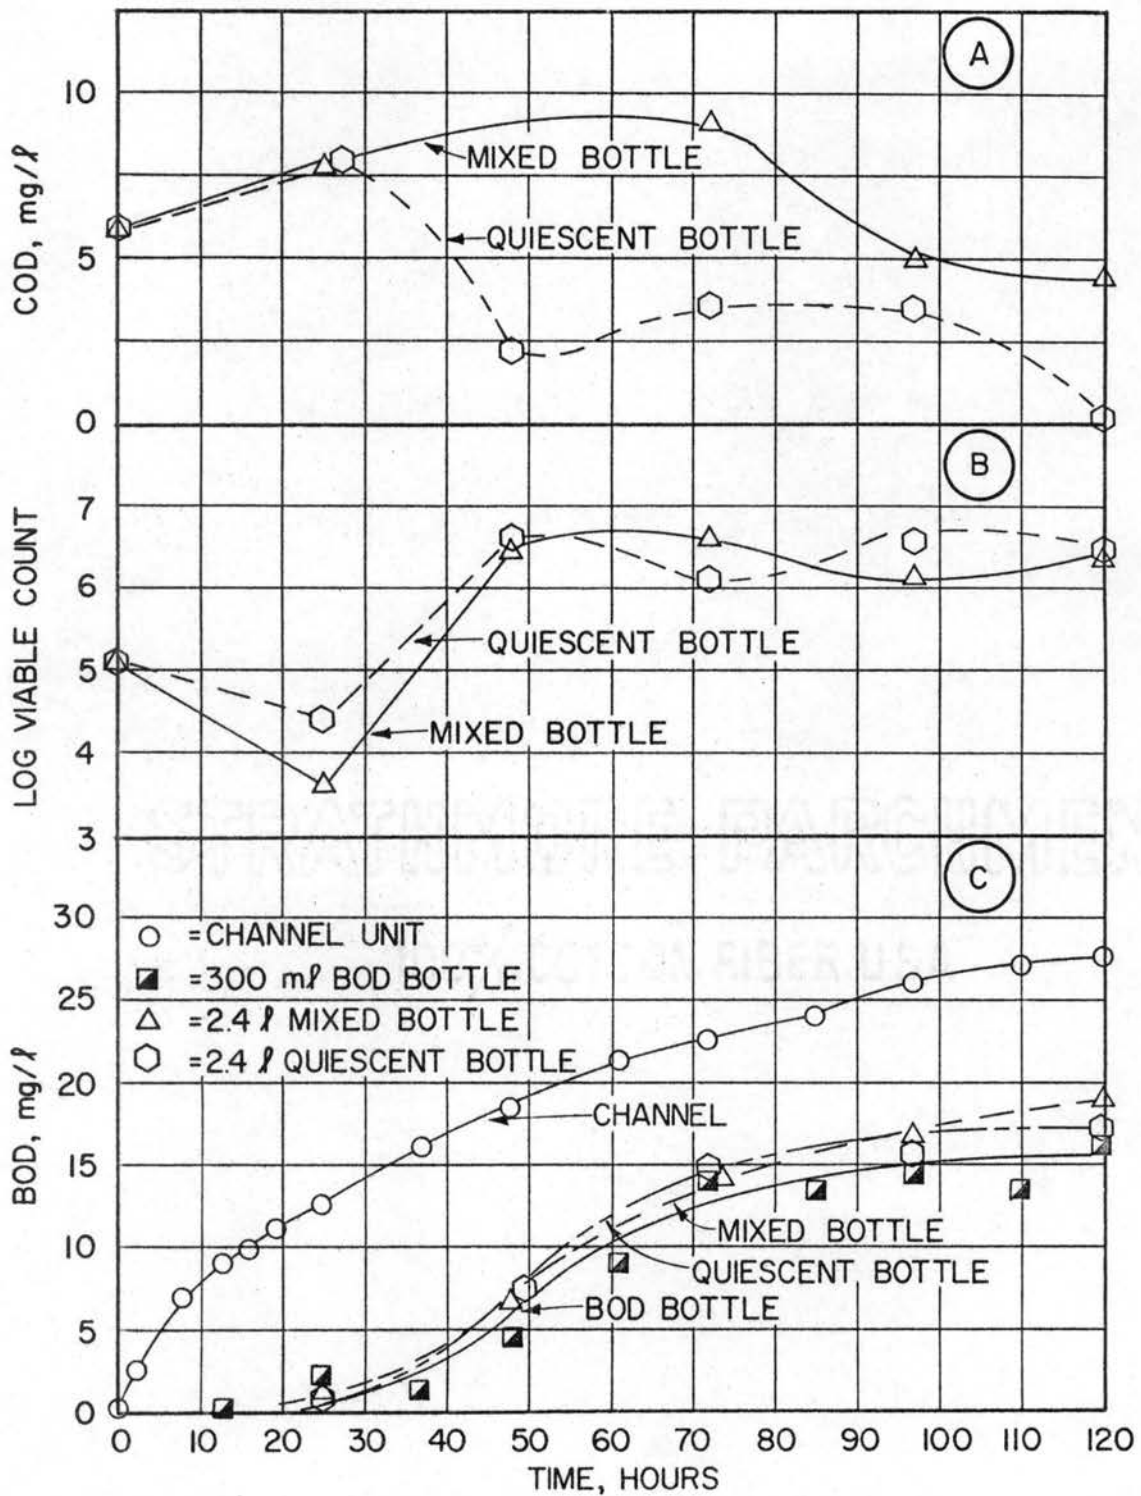 A
10
MIXED BOTTLE
QUIESCENT BOTTLE
5
COD, mg/ℓ
0
B
7
6
QUIESCENT BOTTLE
5
MIXED BOTTLE
4
LOG VIABLE COUNT
3
C
30
○ =CHANNEL UNIT
=300 mℓ BOD BOTTLE
25
△ =2.4 ℓ MIXED BOTTLE
=2.4 ℓ QUIESCENT BOTTLE
20
CHANNEL
BOD, mg/ℓ
15
MIXED BOTTLE
10
QUIESCENT BOTTLE
BOD BOTTLE
5
0
0 10 20 30 40 50 60 70 80 90 100 110 120
TIME, HOURS